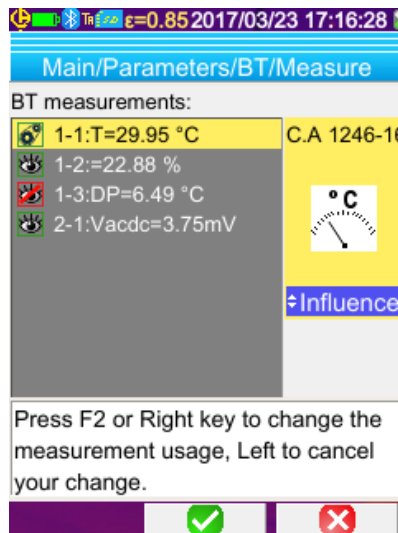 ε=0.85 2017/03/23 17:16:28
Main/Parameters/BT/Measure
BT measurements:
1-1:T=29.95 °C
C.A 1246-16
1-2:=22.88 %
1-3:DP=6.49 °C
°C
2-1:Vacdc=3.75mV
Influence
Press F2 or Right key to change the
measurement usage, Left to cancel
your change.